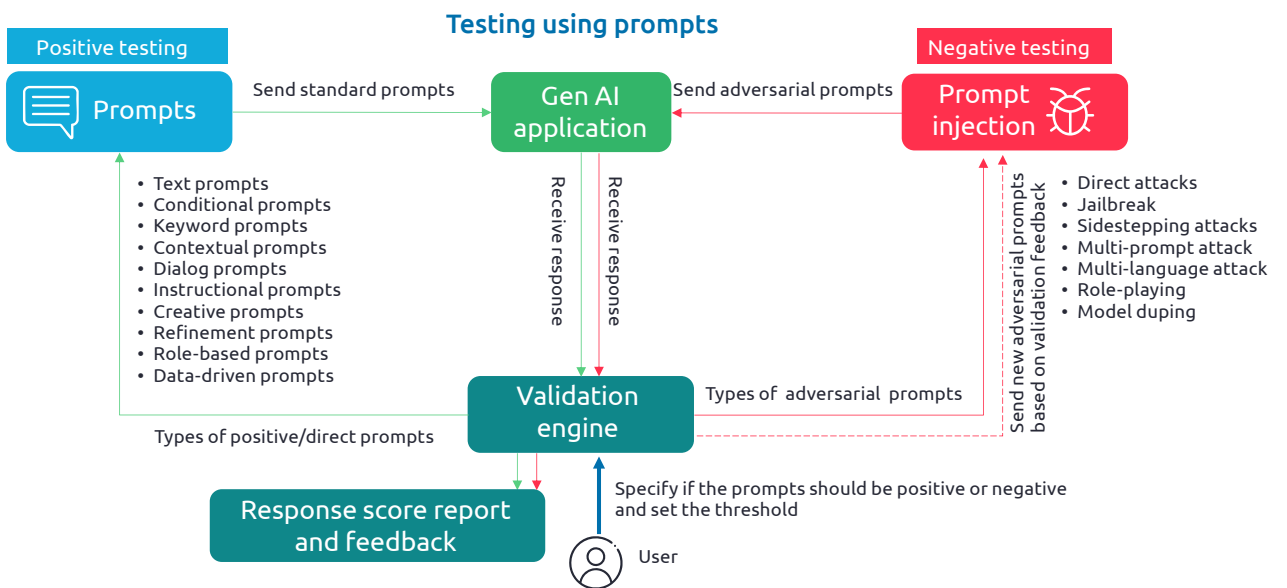 Testing using prompts
Positive testing
Negative testing
Prompts
Send standard prompts
Gen AI
application
Send adversarial prompts
Prompt
injection
• Text prompts
• Conditional prompts
• Keyword prompts
• Contextual prompts
• Dialog prompts
• Instructional prompts
• Creative prompts
• Refinement prompts
• Role-based prompts
• Data-driven prompts
Receive response
Receive response
Send new adversarial prompts
based on validation feedback
• Direct attacks
• Jailbreak
• Sidestepping attacks
• Multi-prompt attack
• Multi-language attack
• Role-playing
• Model duping
Types of positive/direct prompts
Validation
engine
Types of adversarial prompts
Response score report
and feedback
Specify if the prompts should be positive or negative
and set the threshold
User